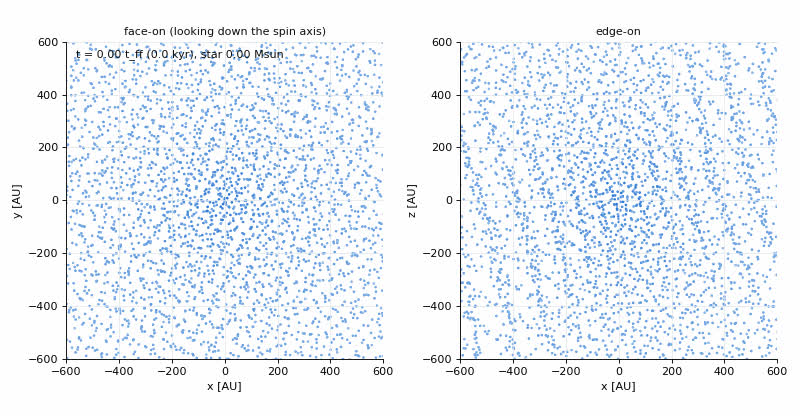 face-on (looking down the spin axis)
t = 0.00 t_ff (0.0 kyr), star 0.00 Msun
600
400
200
0
−200
−400
−600
y [AU]
−600 −400 −200 0 200 400 600
x [AU]
edge-on
600
400
200
0
−200
−400
−600
z [AU]
−600 −400 −200 0 200 400 600
x [AU]